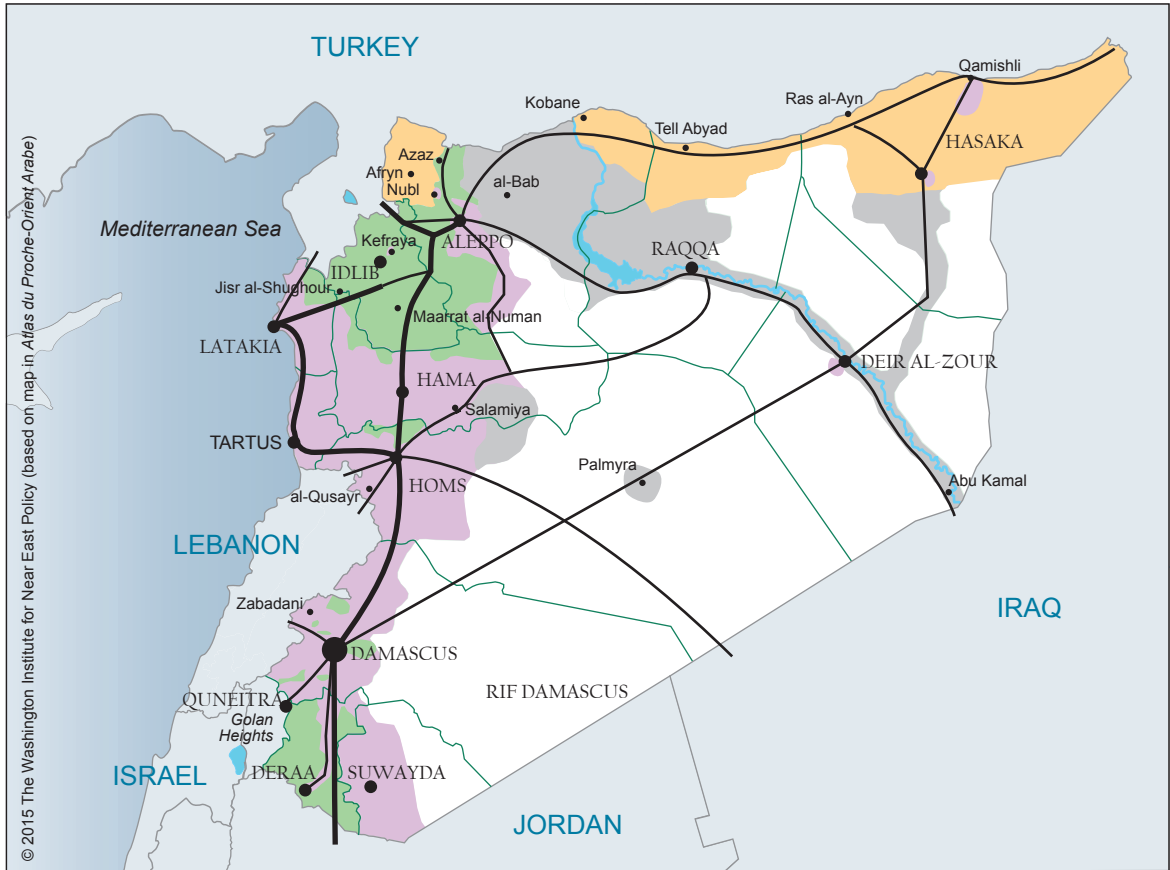 TURKEY
Qamishli
Kobane
Ras al-Ayn
Tell Abyad
HASAKA
Azaz
Afryn
Nubl
al-Bab
Mediterranean Sea
ALEPPO
Kefraya
IDLIB
RAQQA
Jisr al-Shughour
Maarrat al-Numan
LATAKIA
DEIR AL-ZOUR
HAMA
Salamiya
TARTUS
Palmyra
HOMS
Abu Kamal
al-Qusayr
LEBANON
Zabadani
IRAQ
DAMASCUS
RIF DAMASCUS
QUNEITRA
Golan
Heights
ISRAEL
DERAA
SUWAYDA
JORDAN
© 2015 The Washington Institute for Near East Policy (based on map in Atlas du Proche-Orient Arabe)